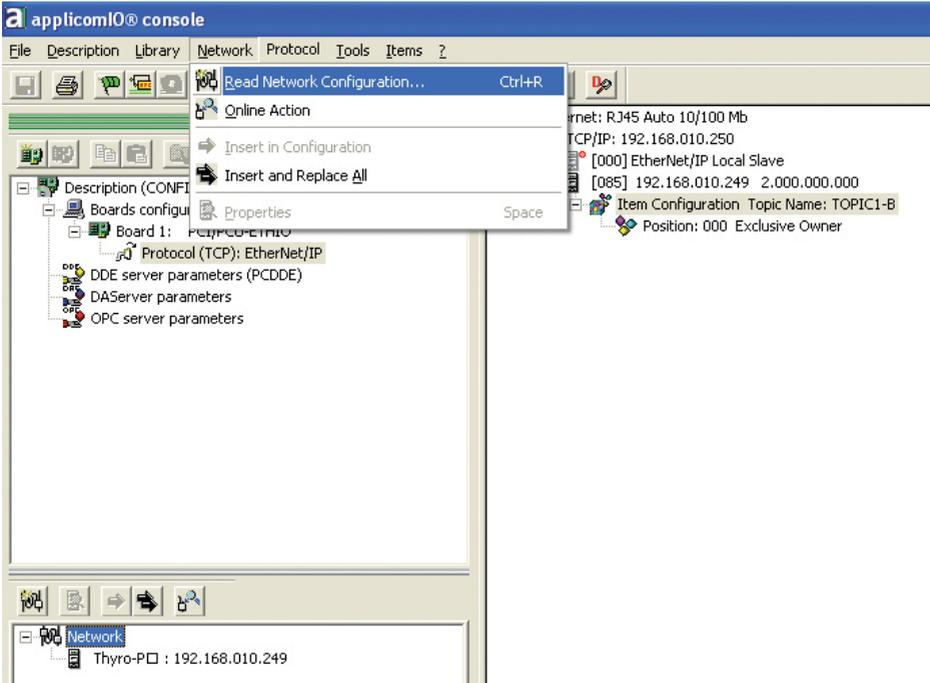 a applicomIO® console
File Description Library Network Protocol Tools Items ?
Read Network Configuration... Ctrl+R
Online Action
Insert in Configuration
Insert and Replace All
Properties Space
Description (CONFI
Boards configur
Board 1: PCI/PCU-ETHIO
Protocol (TCP): EtherNet/IP
DDE server parameters (PCDDE)
DAServer parameters
OPC server parameters
rnet: RJ45 Auto 10/100 Mb
TCP/IP: 192.168.010.250
[000] EtherNet/IP Local Slave
[085] 192.168.010.249 2.000.000.000
Item Configuration Topic Name: TOPIC1-B
Position: 000 Exclusive Owner
Network
Thyro-P□ : 192.168.010.249